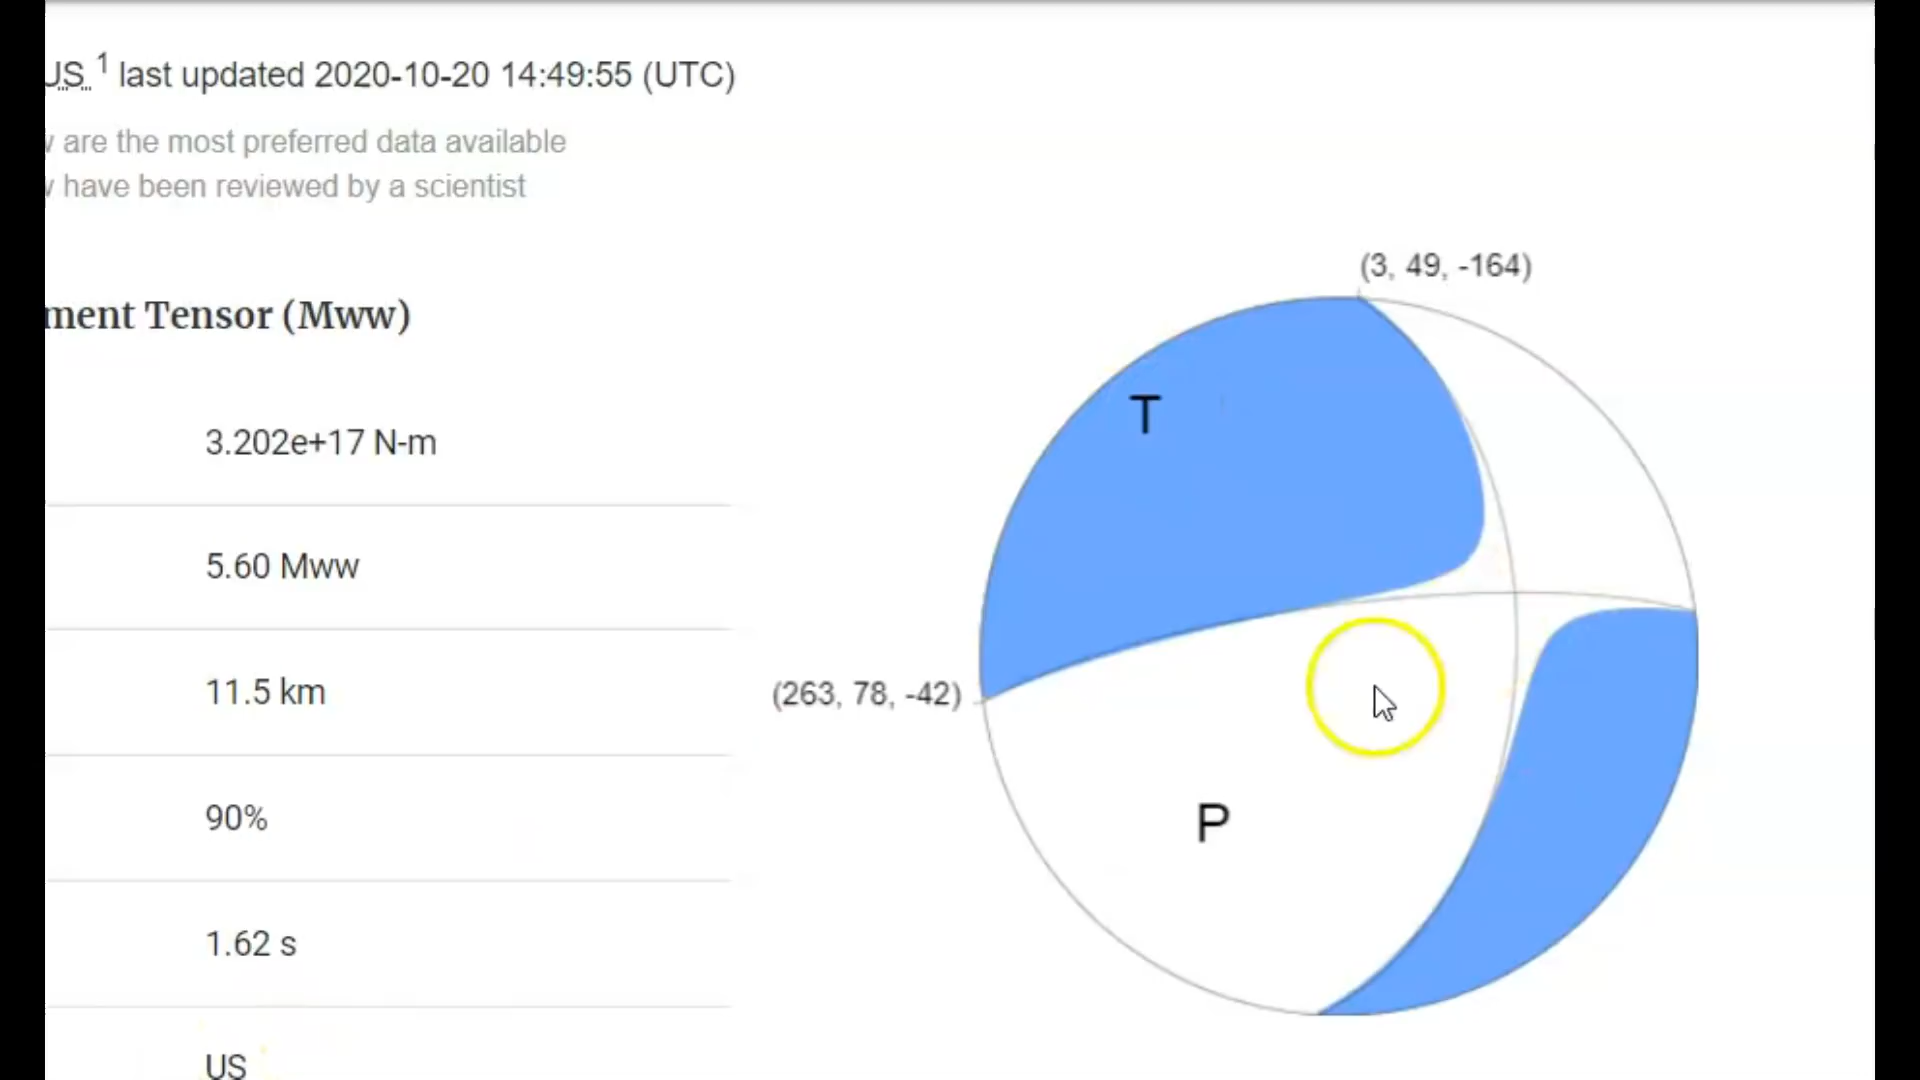 US 1 last updated 2020-10-20 14:49:55 (UTC)
are the most preferred data available
have been reviewed by a scientist
ment Tensor (Mww)
3.202e+17 N-m
5.60 Mww
11.5 km
90%
1.62 s
US
(3, 49, -164)
T
(263, 78, -42)
P